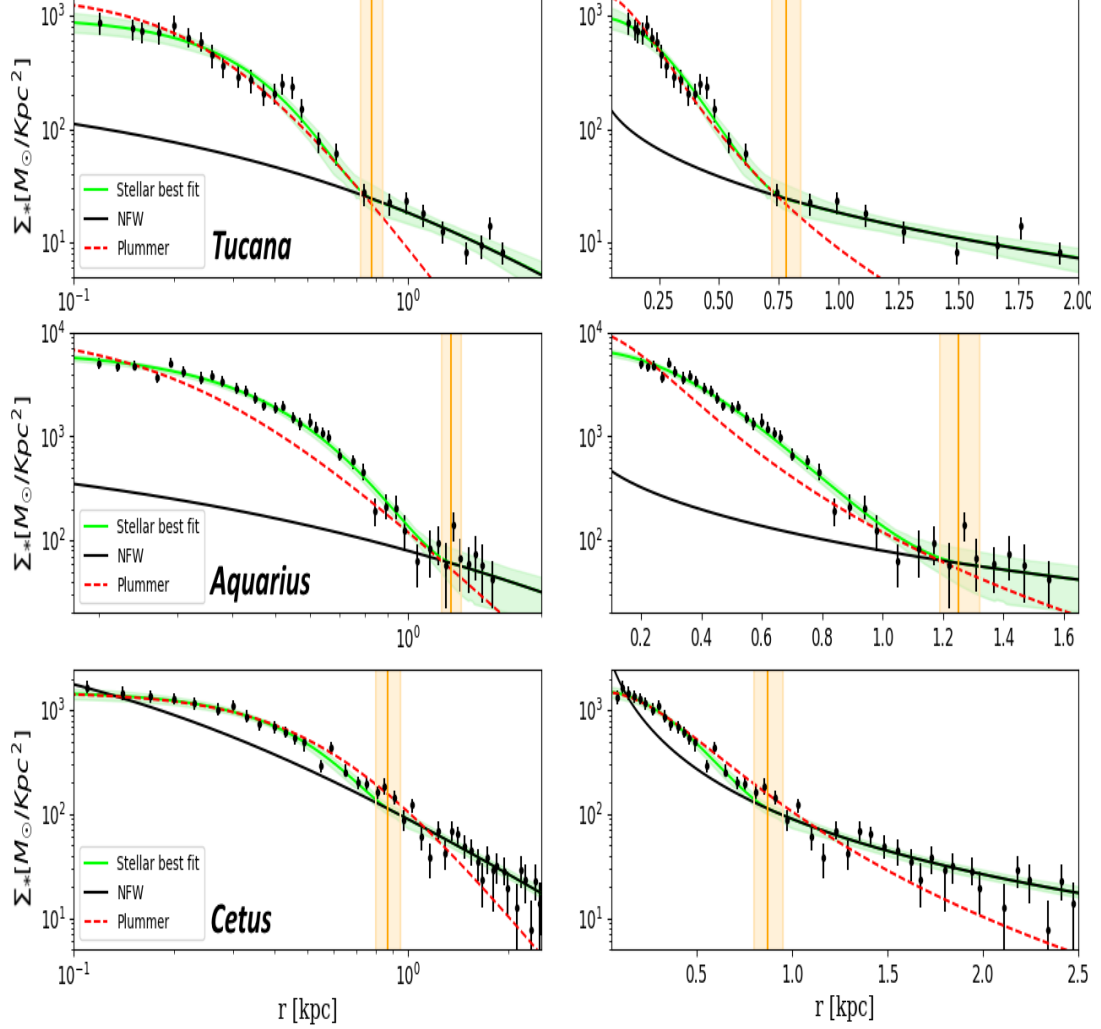 10³
10²
10¹
Σ*[M⊙/Kpc²]
Stellar best fit
NFW
Plummer
Tucana
10⁻¹
10⁰
10³
10²
10¹
0.25
0.50
0.75
1.00
1.25
1.50
1.75
2.00
10⁴
10³
10²
Σ*[M⊙/Kpc²]
Stellar best fit
NFW
Plummer
Aquarius
10⁰
10⁴
10³
10²
0.2
0.4
0.6
0.8
1.0
1.2
1.4
1.6
10³
10²
10¹
Σ*[M⊙/Kpc²]
Stellar best fit
NFW
Plummer
Cetus
10⁻¹
10⁰
r [kpc]
10³
10²
10¹
0.5
1.0
1.5
2.0
2.5
r [kpc]